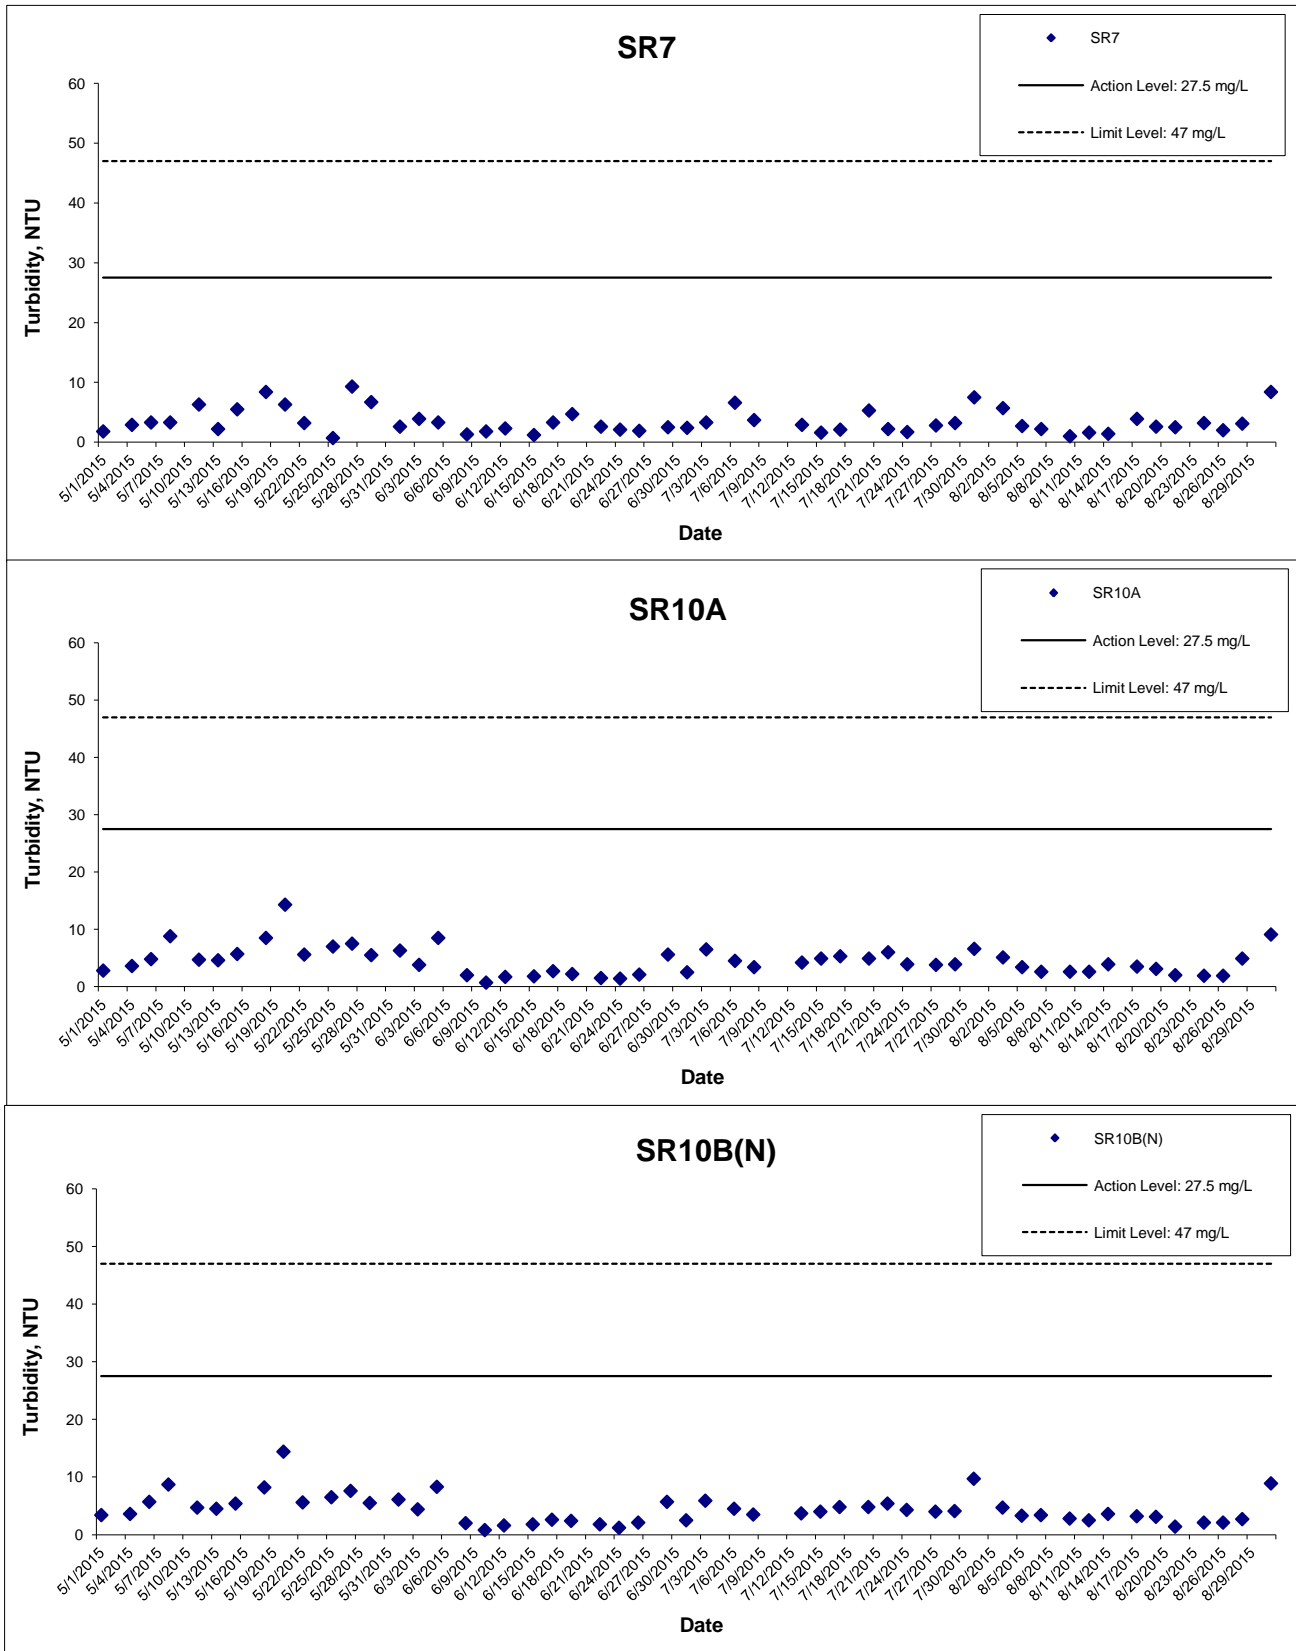 SR7
SR7
Action Level: 27.5 mg/L
Limit Level: 47 mg/L
Turbidity, NTU
60
50
40
30
20
10
0
5/1/2015 5/4/2015 5/7/2015 5/10/2015 5/13/2015 5/16/2015 5/19/2015 5/22/2015 5/25/2015 5/28/2015 5/31/2015 6/3/2015 6/6/2015 6/9/2015 6/12/2015 6/15/2015 6/18/2015 6/21/2015 6/24/2015 6/27/2015 6/30/2015 7/3/2015 7/6/2015 7/9/2015 7/12/2015 7/15/2015 7/18/2015 7/21/2015 7/24/2015 7/27/2015 7/30/2015 8/2/2015 8/5/2015 8/8/2015 8/11/2015 8/14/2015 8/17/2015 8/20/2015 8/23/2015 8/26/2015 8/29/2015
Date
SR10A
SR10A
Action Level: 27.5 mg/L
Limit Level: 47 mg/L
Turbidity, NTU
60
50
40
30
20
10
0
5/1/2015 5/4/2015 5/7/2015 5/10/2015 5/13/2015 5/16/2015 5/19/2015 5/22/2015 5/25/2015 5/28/2015 5/31/2015 6/3/2015 6/6/2015 6/9/2015 6/12/2015 6/15/2015 6/18/2015 6/21/2015 6/24/2015 6/27/2015 6/30/2015 7/3/2015 7/6/2015 7/9/2015 7/12/2015 7/15/2015 7/18/2015 7/21/2015 7/24/2015 7/27/2015 7/30/2015 8/2/2015 8/5/2015 8/8/2015 8/11/2015 8/14/2015 8/17/2015 8/20/2015 8/23/2015 8/26/2015 8/29/2015
Date
SR10B(N)
SR10B(N)
Action Level: 27.5 mg/L
Limit Level: 47 mg/L
Turbidity, NTU
60
50
40
30
20
10
0
5/1/2015 5/4/2015 5/7/2015 5/10/2015 5/13/2015 5/16/2015 5/19/2015 5/22/2015 5/25/2015 5/28/2015 5/31/2015 6/3/2015 6/6/2015 6/9/2015 6/12/2015 6/15/2015 6/18/2015 6/21/2015 6/24/2015 6/27/2015 6/30/2015 7/3/2015 7/6/2015 7/9/2015 7/12/2015 7/15/2015 7/18/2015 7/21/2015 7/24/2015 7/27/2015 7/30/2015 8/2/2015 8/5/2015 8/8/2015 8/11/2015 8/14/2015 8/17/2015 8/20/2015 8/23/2015 8/26/2015 8/29/2015
Date